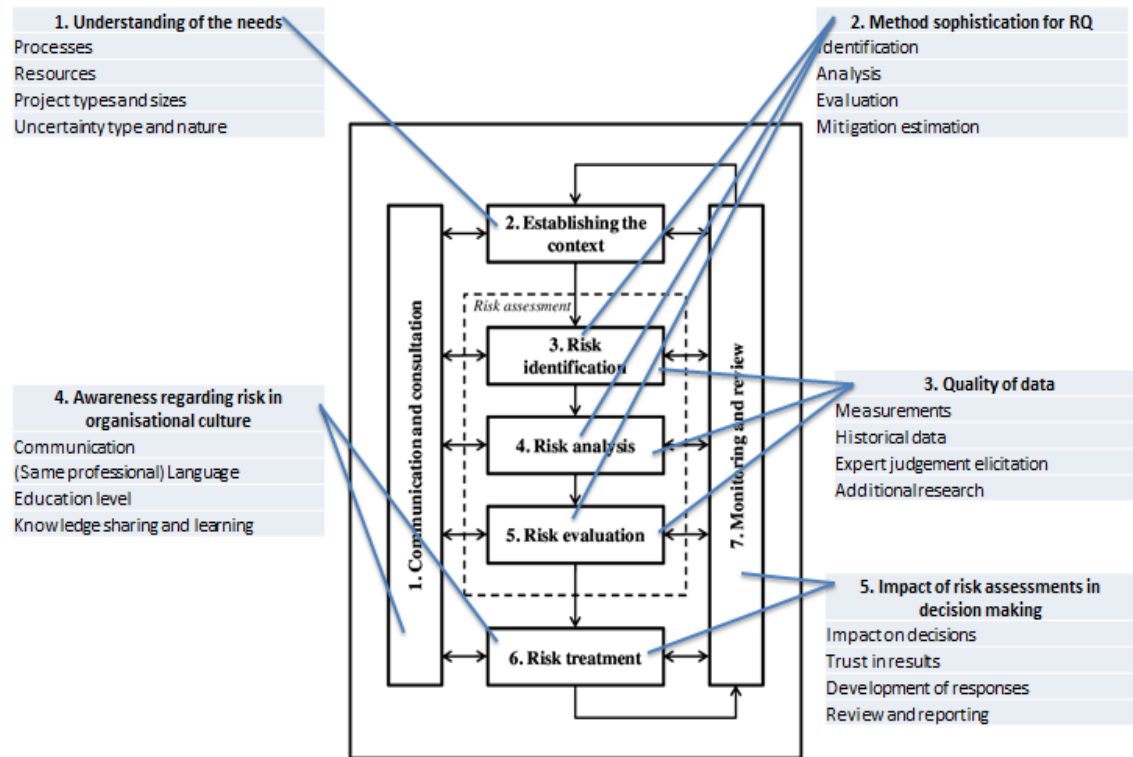 1. Understanding of the needs
Processes
Resources
Project types and sizes
Uncertainty type and nature
2. Method sophistication for RQ
Identification
Analysis
Evaluation
Mitigation estimation
2. Establishing the
context
Risk assessment
3. Risk
identification
4. Risk analysis
5. Risk evaluation
6. Risk treatment
1. Communication and consultation
7. Monitoring and review
4. Awareness regarding risk in
organisational culture
Communication
(Same professional) Language
Education level
Knowledge sharing and learning
3. Quality of data
Measurements
Historical data
Expert judgement elicitation
Additional research
5. Impact of risk assessments in
decision making
Impact on decisions
Trust in results
Development of responses
Review and reporting